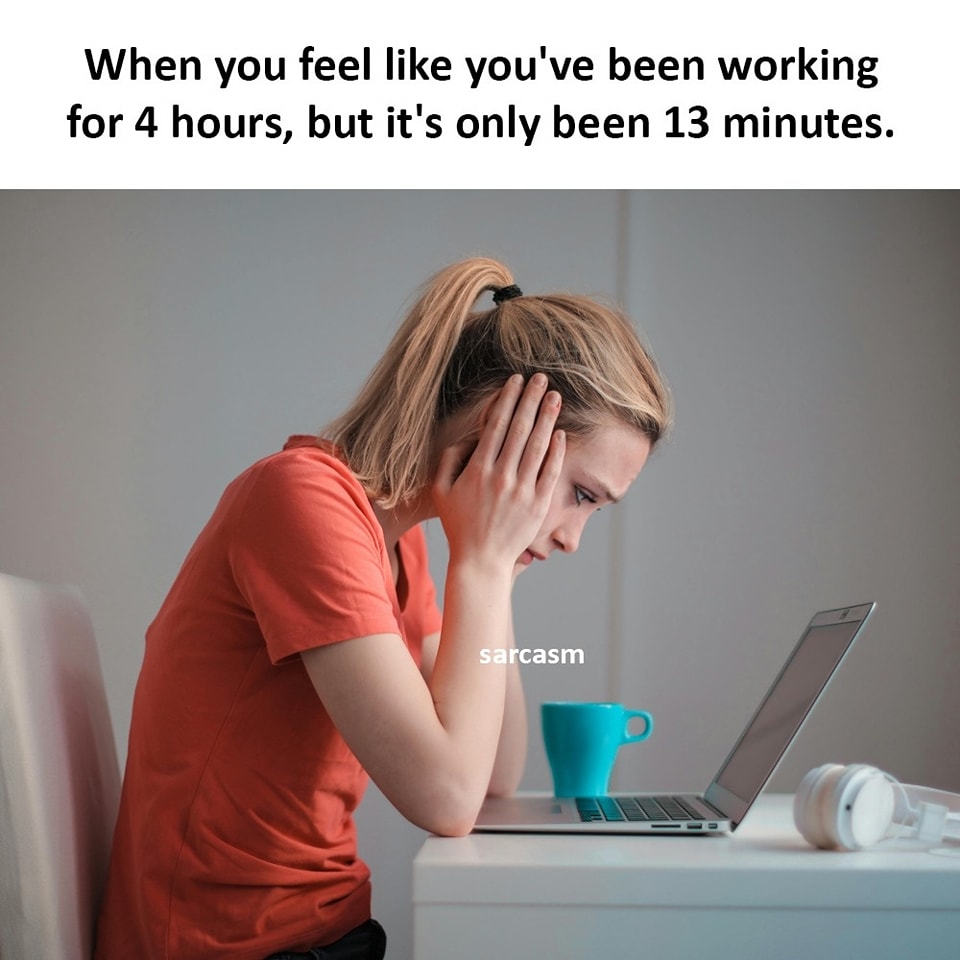 When you feel like you've been working
for 4 hours, but it's only been 13 minutes.
sarcasm